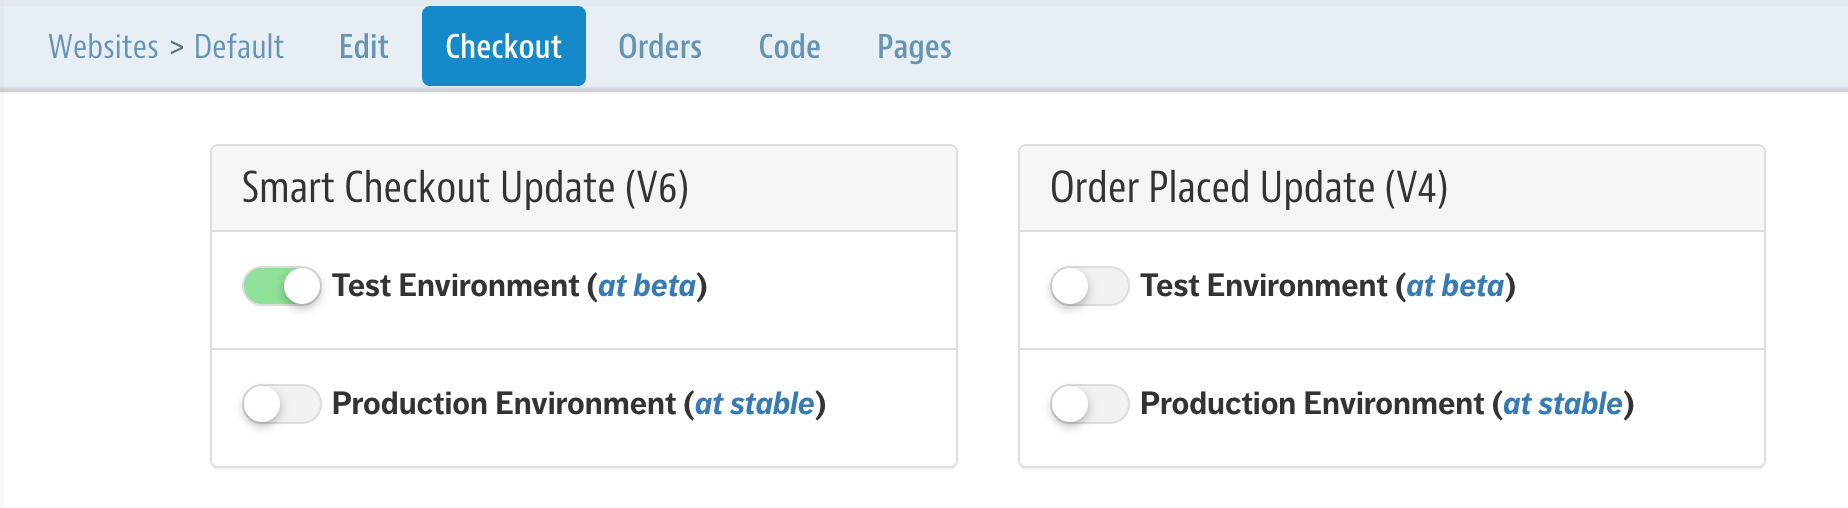 Websites > Default Edit Checkout Orders Code Pages
Smart Checkout Update (V6)
Test Environment (at beta)
Production Environment (at stable)
Order Placed Update (V4)
Test Environment (at beta)
Production Environment (at stable)